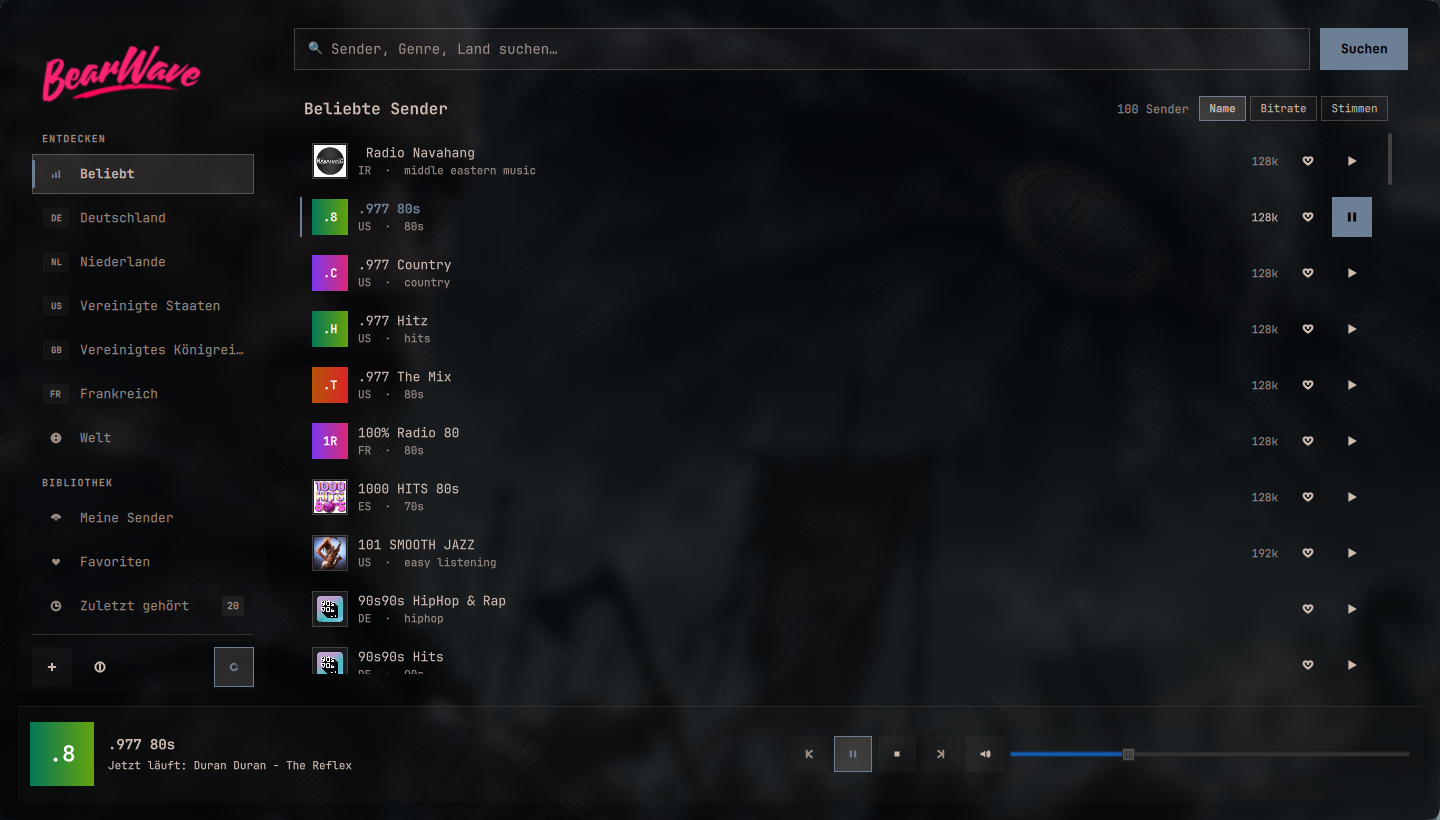 BearWave
Sender, Genre, Land suchen…
Suchen
ENTDECKEN
Beliebt
DE Deutschland
NL Niederlande
US Vereinigte Staaten
GB Vereinigtes Königrei…
FR Frankreich
Welt
BIBLIOTHEK
Meine Sender
Favoriten
Zuletzt gehört 20
+
Beliebte Sender
100 Sender Name Bitrate Stimmen
Radio Navahang
IR · middle eastern music
128k
.8
.977 80s
US · 80s
128k
.C
.977 Country
US · country
128k
.H
.977 Hitz
US · hits
128k
.T
.977 The Mix
US · 80s
128k
1R
100% Radio 80
FR · 80s
128k
1000 HITS 80s
ES · 70s
128k
101 SMOOTH JAZZ
US · easy listening
192k
90s90s HipHop & Rap
DE · hiphop
90s90s Hits
.8
.977 80s
Jetzt läuft: Duran Duran - The Reflex